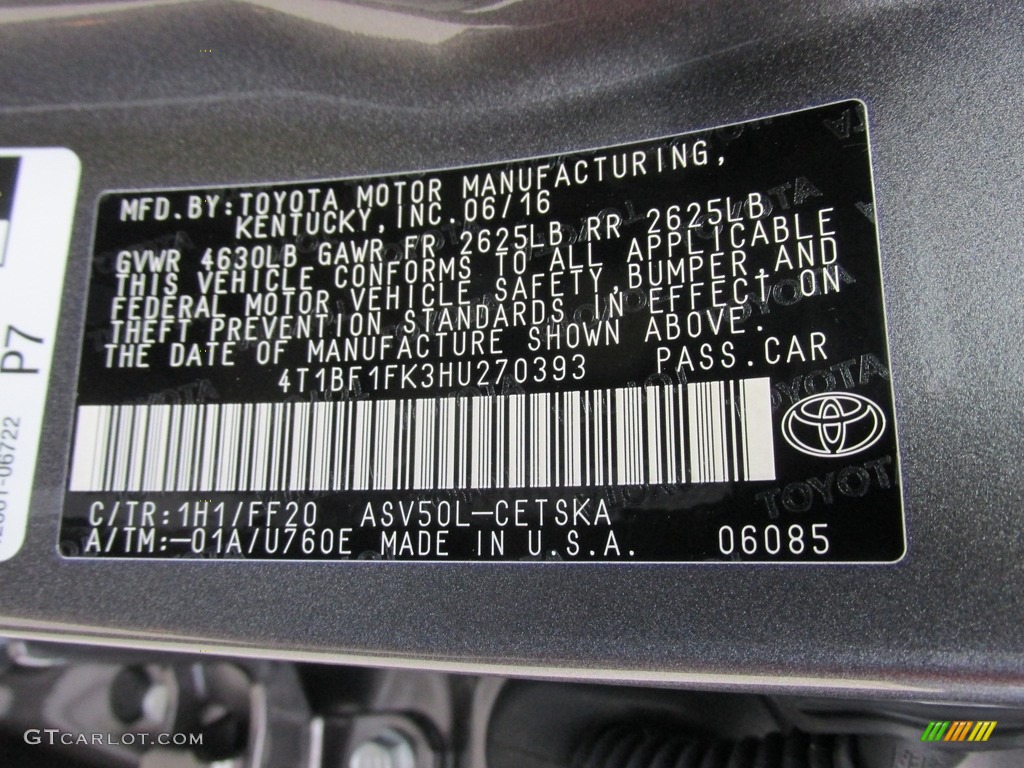 MFD.BY:TOYOTA MOTOR MANUFACTURING,
KENTUCKY,INC.06/16
GVWR 4630LB GAWR FR 2625LB RR 2625LB
THIS VEHICLE CONFORMS TO ALL APPLICABLE
FEDERAL MOTOR VEHICLE SAFETY,BUMPER,AND
THEFT PREVENTION STANDARDS IN EFFECT ON
THE DATE OF MANUFACTURE SHOWN ABOVE.
4T1BF1FK3HU270393 PASS.CAR
C/TR:1H1/FF20 ASV50L-CETSKA
A/TM:-01A/U760E MADE IN U.S.A. 06085
TOYOTA
P7
GTCARLOT.COM